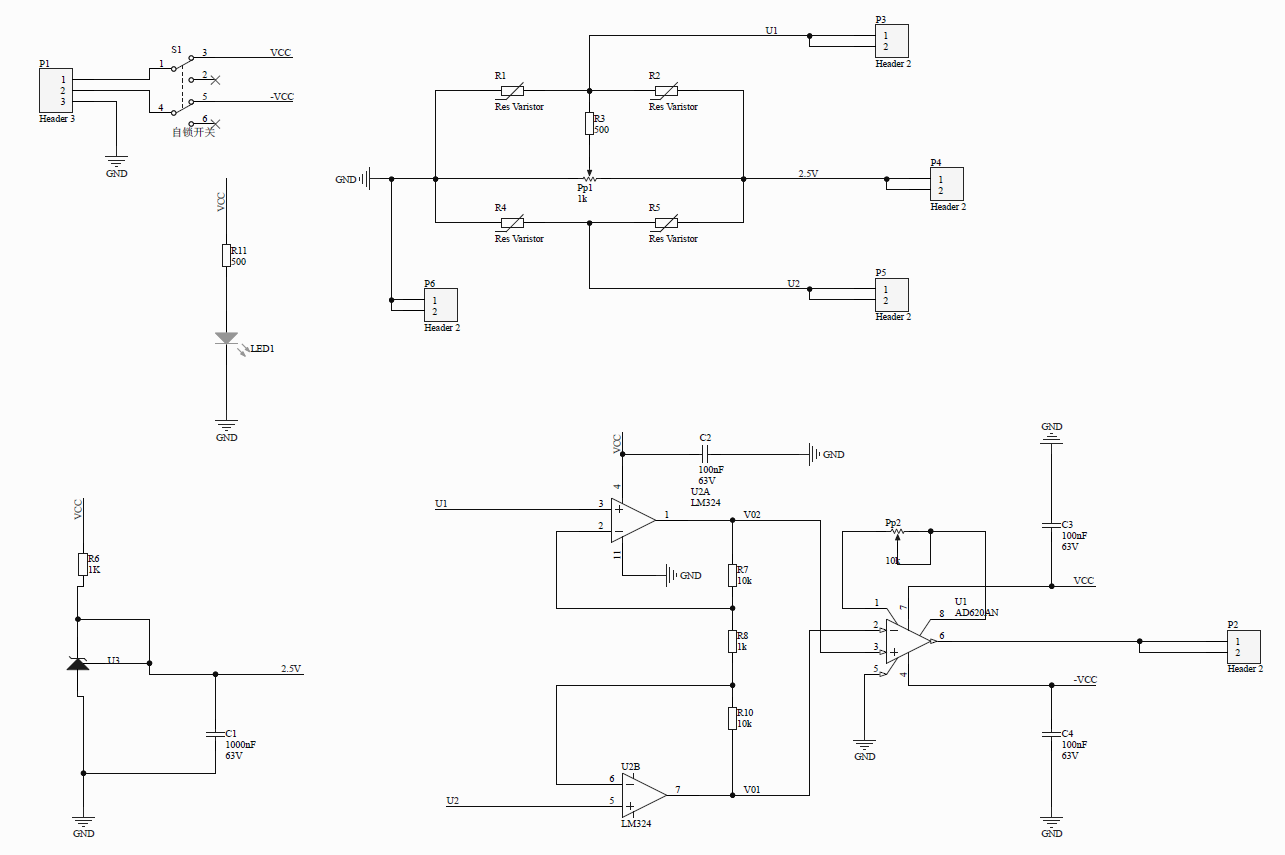 P1
1
2
3
Header 3
GND
S1
1
3
VCC
2
4
5
-VCC
6
自锁开关
VCC
R11
500
LED1
GND
R1
Res Varistor
R2
Res Varistor
R3
500
U1
P3
1
2
Header 2
GND
Pp1
1k
2.5V
P4
1
2
Header 2
R4
Res Varistor
R5
Res Varistor
U2
P5
1
2
Header 2
P6
1
2
Header 2
VCC
R6
1K
U3
2.5V
C1
1000nF
63V
GND
VCC
C2
100nF
63V
GND
U2A
LM324
U1
3
4
2
1
11
GND
V02
R7
10k
R8
1k
R10
10k
U2B
6
7
5
V01
U2
LM324
Pp2
10k
1
7
U1
AD620AN
8
2
3
6
5
4
GND
GND
C3
100nF
63V
VCC
P2
1
2
Header 2
-VCC
C4
100nF
63V
GND